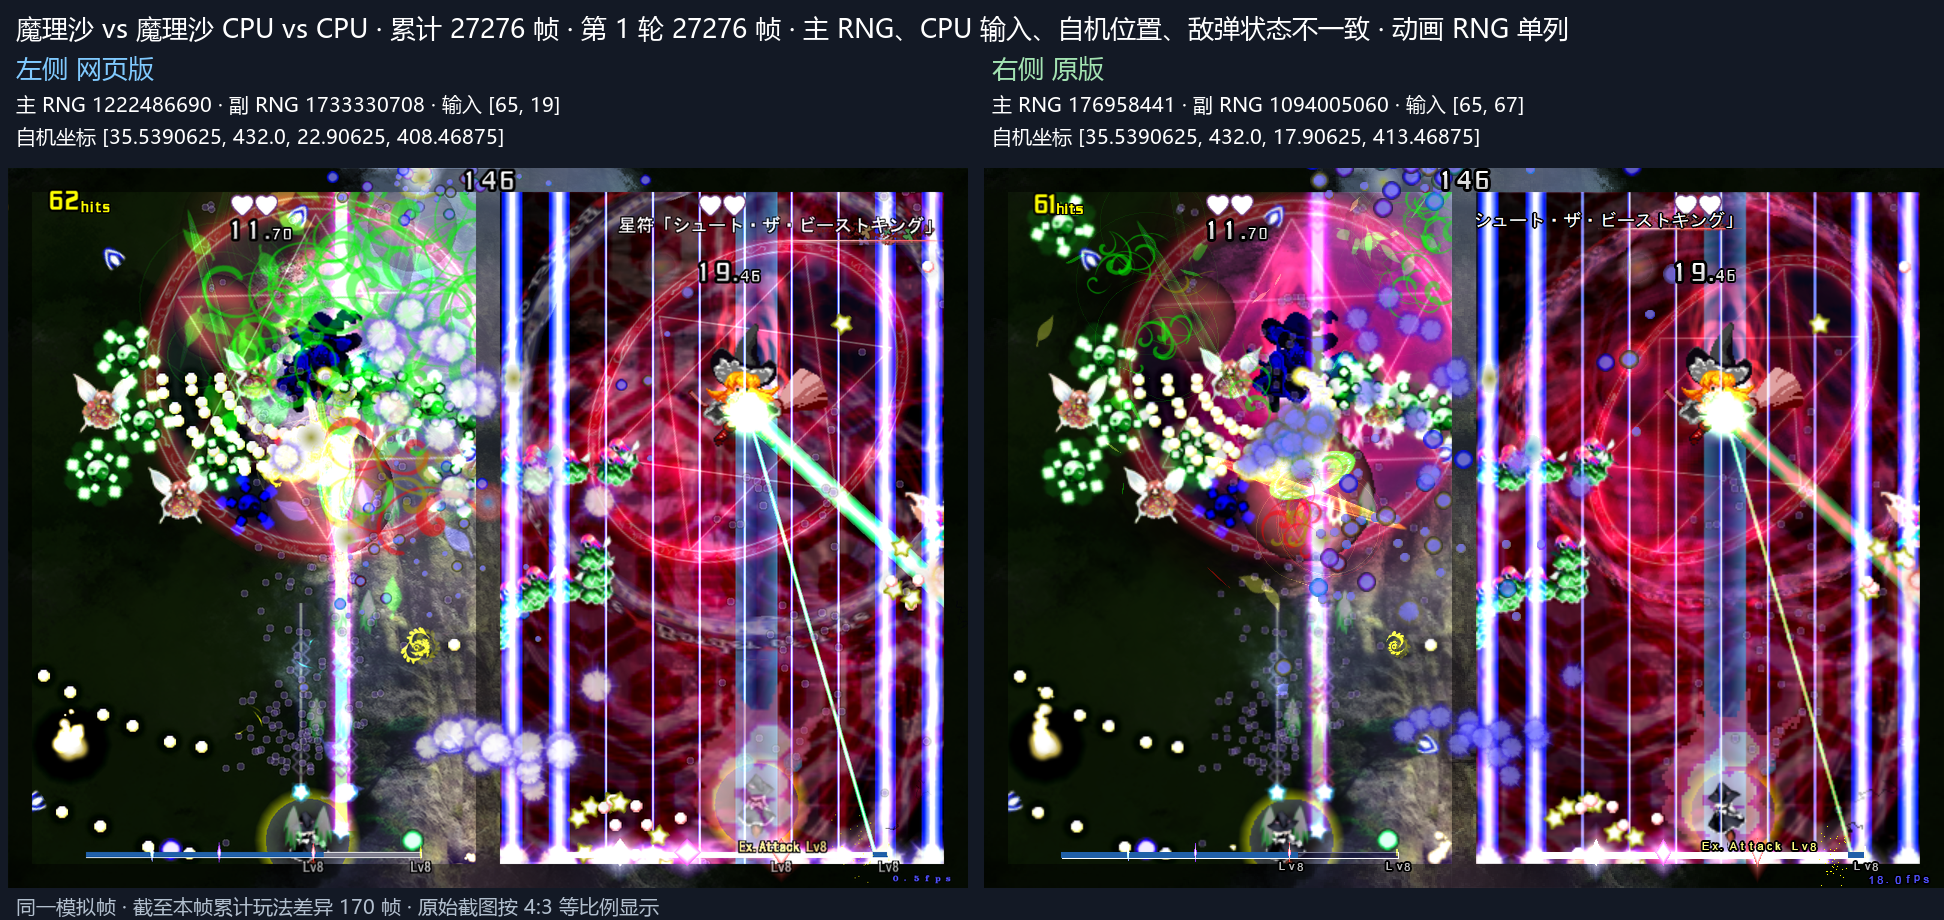 魔理沙 vs 魔理沙 CPU vs CPU · 累计 27276 帧 · 第 1 轮 27276 帧 · 主 RNG、CPU 输入、自机位置、敌弹状态不一致 · 动画 RNG 单列
左侧 网页版
主 RNG 1222486690 · 副 RNG 1733330708 · 输入 [65, 19]
自机坐标 [35.5390625, 432.0, 22.90625, 408.46875]
右侧 原版
主 RNG 176958441 · 副 RNG 1094005060 · 输入 [65, 67]
自机坐标 [35.5390625, 432.0, 17.90625, 413.46875]
146
62hits
11.70
星符「シュート・ザ・ビーストキング」
19.46
Ex.Attack Lv8
Lv8
Lv8
Lv8
Lv8
0.5fps
146
61hits
11.70
シュート・ザ・ビーストキング」
19.46
Ex.Attack Lv8
Lv8
Lv8
Lv8
18.0fps
同一模拟帧 · 截至本帧累计玩法差异 170 帧 · 原始截图按 4:3 等比例显示